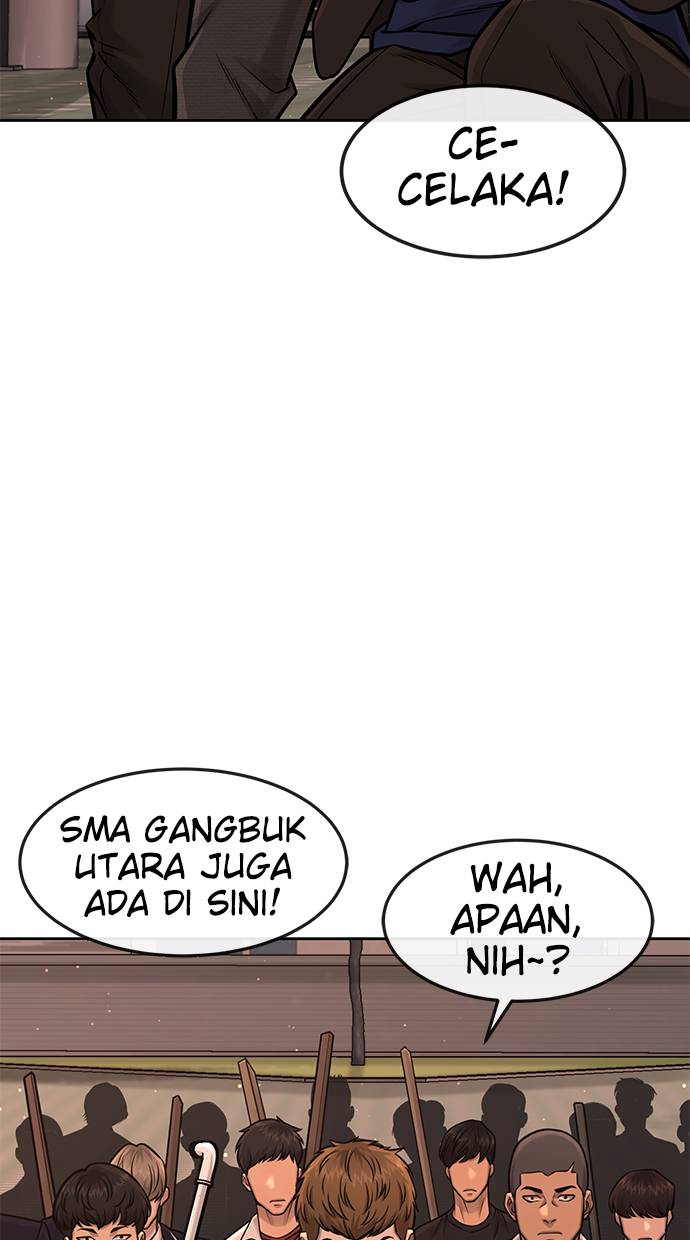 CE-
CELAKA!
SMA GANGBUK
UTARA JUGA
ADA DI SINI!
WAH,
APAAN,
NIH~?